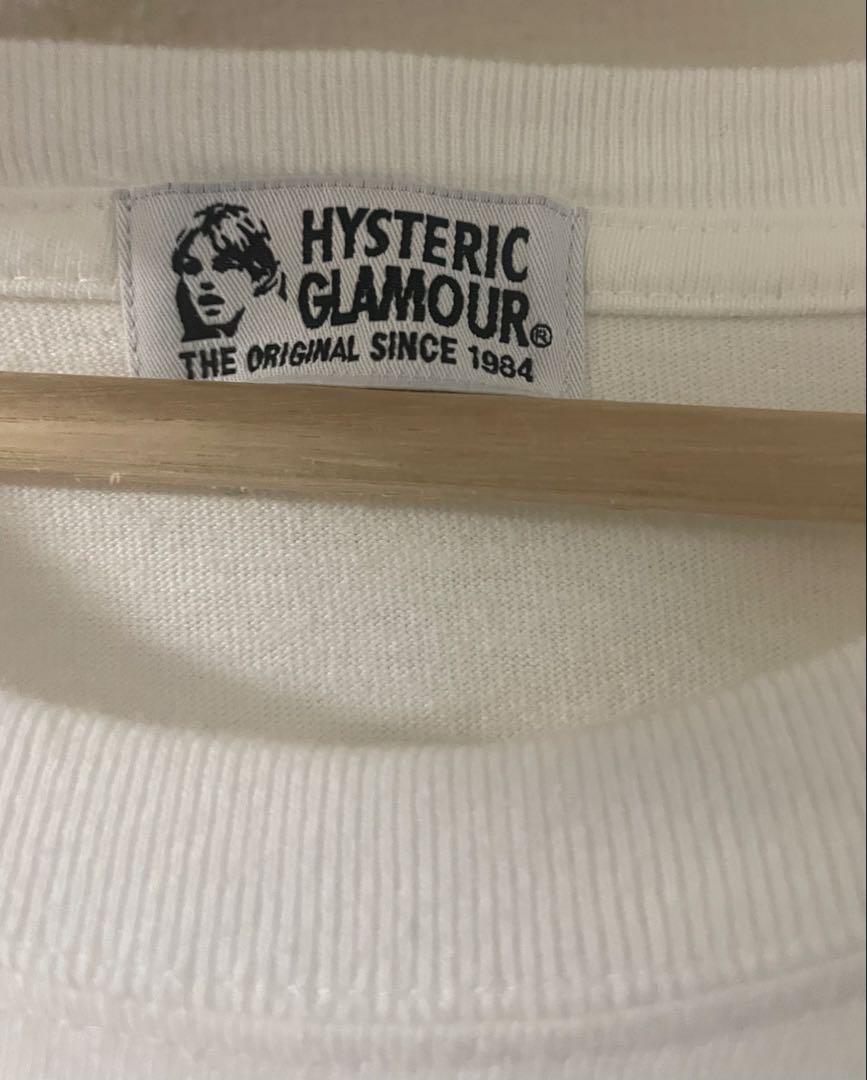 HYSTERIC
GLAMOUR®
THE ORIGINAL SINCE 1984